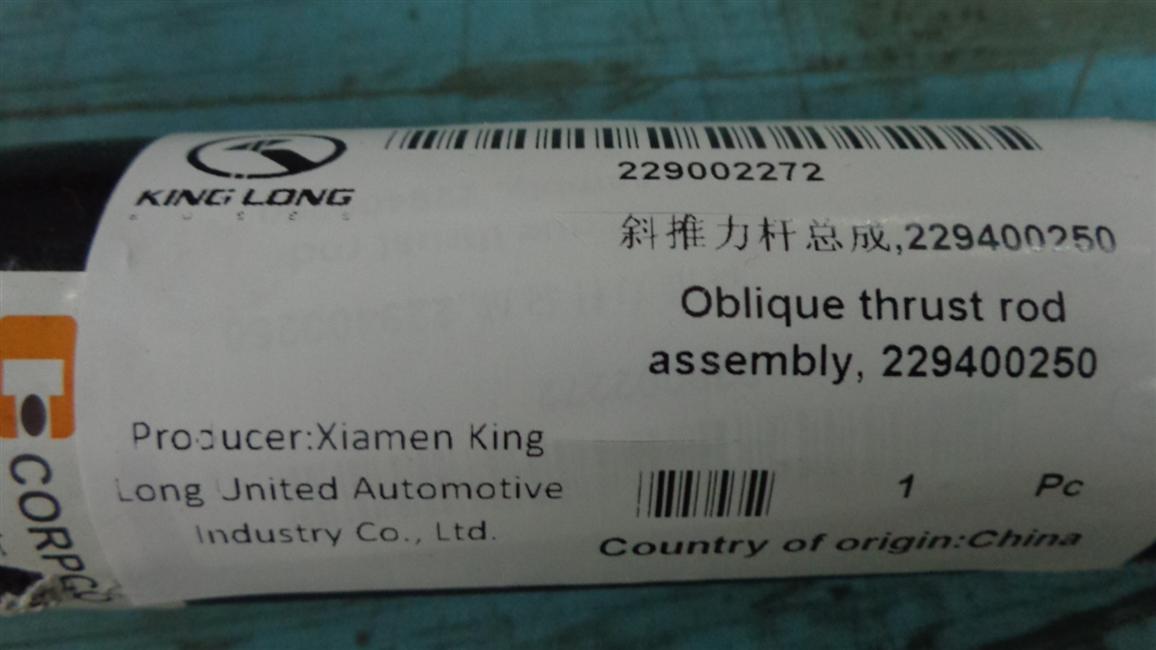 KING LONG
229002272
斜推力杆总成,229400250
Oblique thrust rod
assembly, 229400250
Producer:Xiamen King
Long United Automotive
Industry Co., Ltd.
1 Pc
Country of origin:China